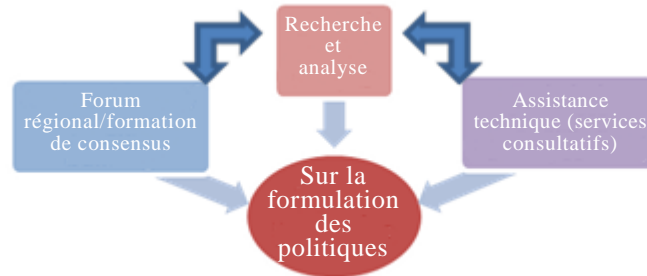 Recherche
et
analyse
Forum
régional/formation
de consensus
Assistance
technique (services
consultatifs)
Sur la
formulation
des
politiques